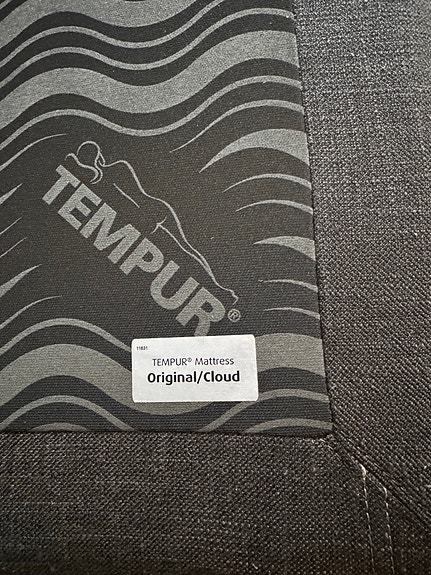 TEMPUR®
11831
TEMPUR® Mattress
Original/Cloud